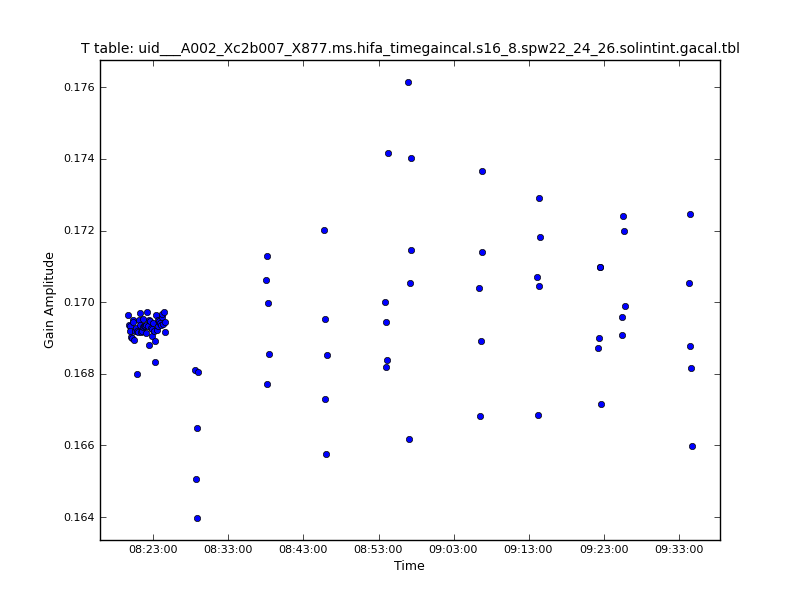 T table: uid___A002_Xc2b007_X877.ms.hifa_timegaincal.s16_8.spw22_24_26.solintint.gacal.tbl
0.176
0.174
0.172
0.170
0.168
0.166
0.164
Gain Amplitude
08:23:00 08:33:00 08:43:00 08:53:00 09:03:00 09:13:00 09:23:00 09:33:00
Time